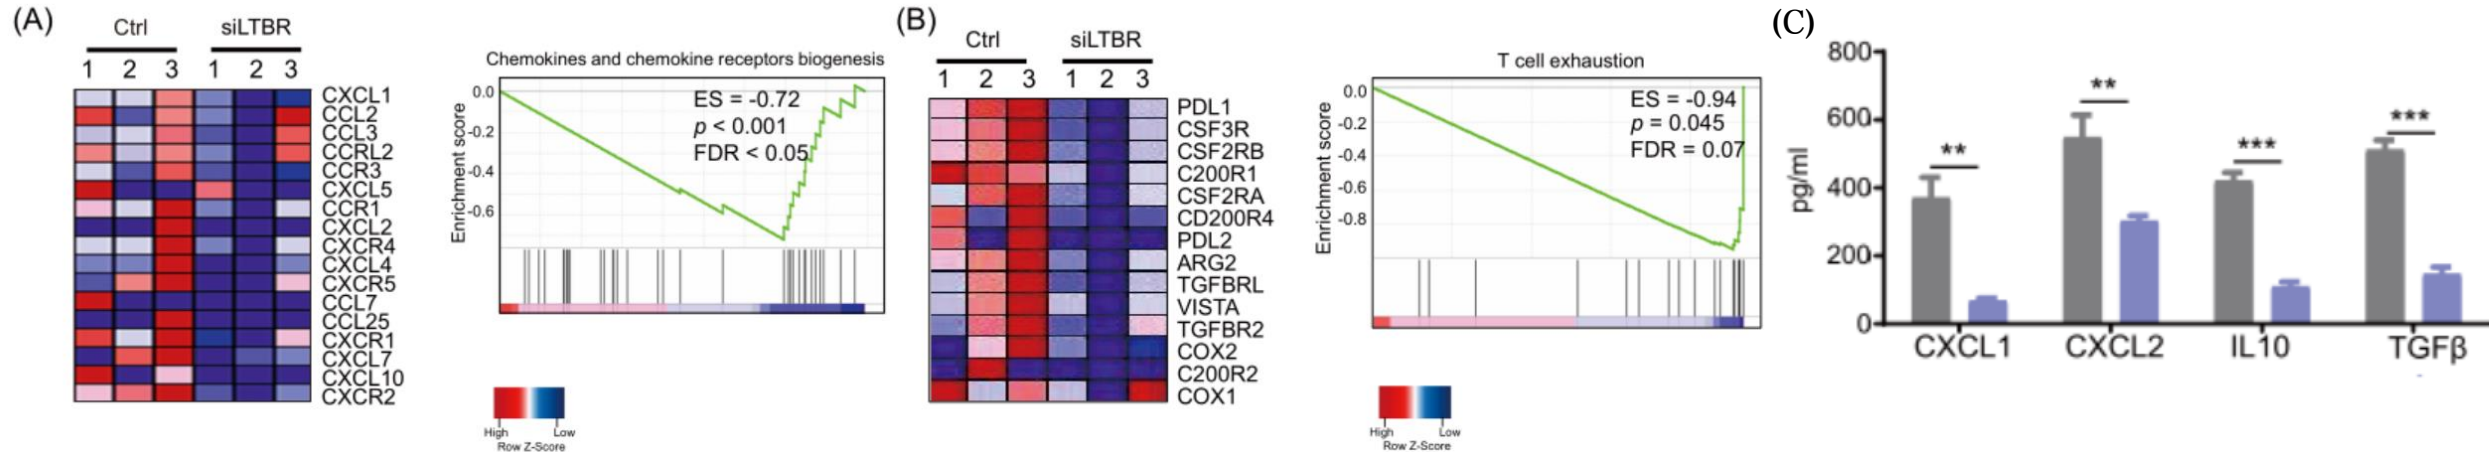 (A)
Ctrl siLTBR
1 2 3 1 2 3
CXCL1
CCL2
CCL3
CCRL2
CCR3
CXCL5
CCR1
CXCL2
CXCR4
CXCL4
CXCR5
CCL7
CCL25
CXCR1
CXCL7
CXCL10
CXCR2
Chemokines and chemokine receptors biogenesis
Enrichment score
0.0
-0.2
-0.4
-0.6
ES = -0.72
p < 0.001
FDR < 0.05
High Low
Row Z-Score
(B)
Ctrl siLTBR
1 2 3 1 2 3
PDL1
CSF3R
CSF2RB
C200R1
CSF2RA
CD200R4
PDL2
ARG2
TGFBRL
VISTA
TGFBR2
COX2
C200R2
COX1
T cell exhaustion
Enrichment score
0.0
-0.2
-0.4
-0.6
-0.8
ES = -0.94
p = 0.045
FDR = 0.07
High Low
Row Z-Score
(C)
pg/ml
800
600
400
200
0
** ** *** ***
CXCL1 CXCL2 IL10 TGFβ